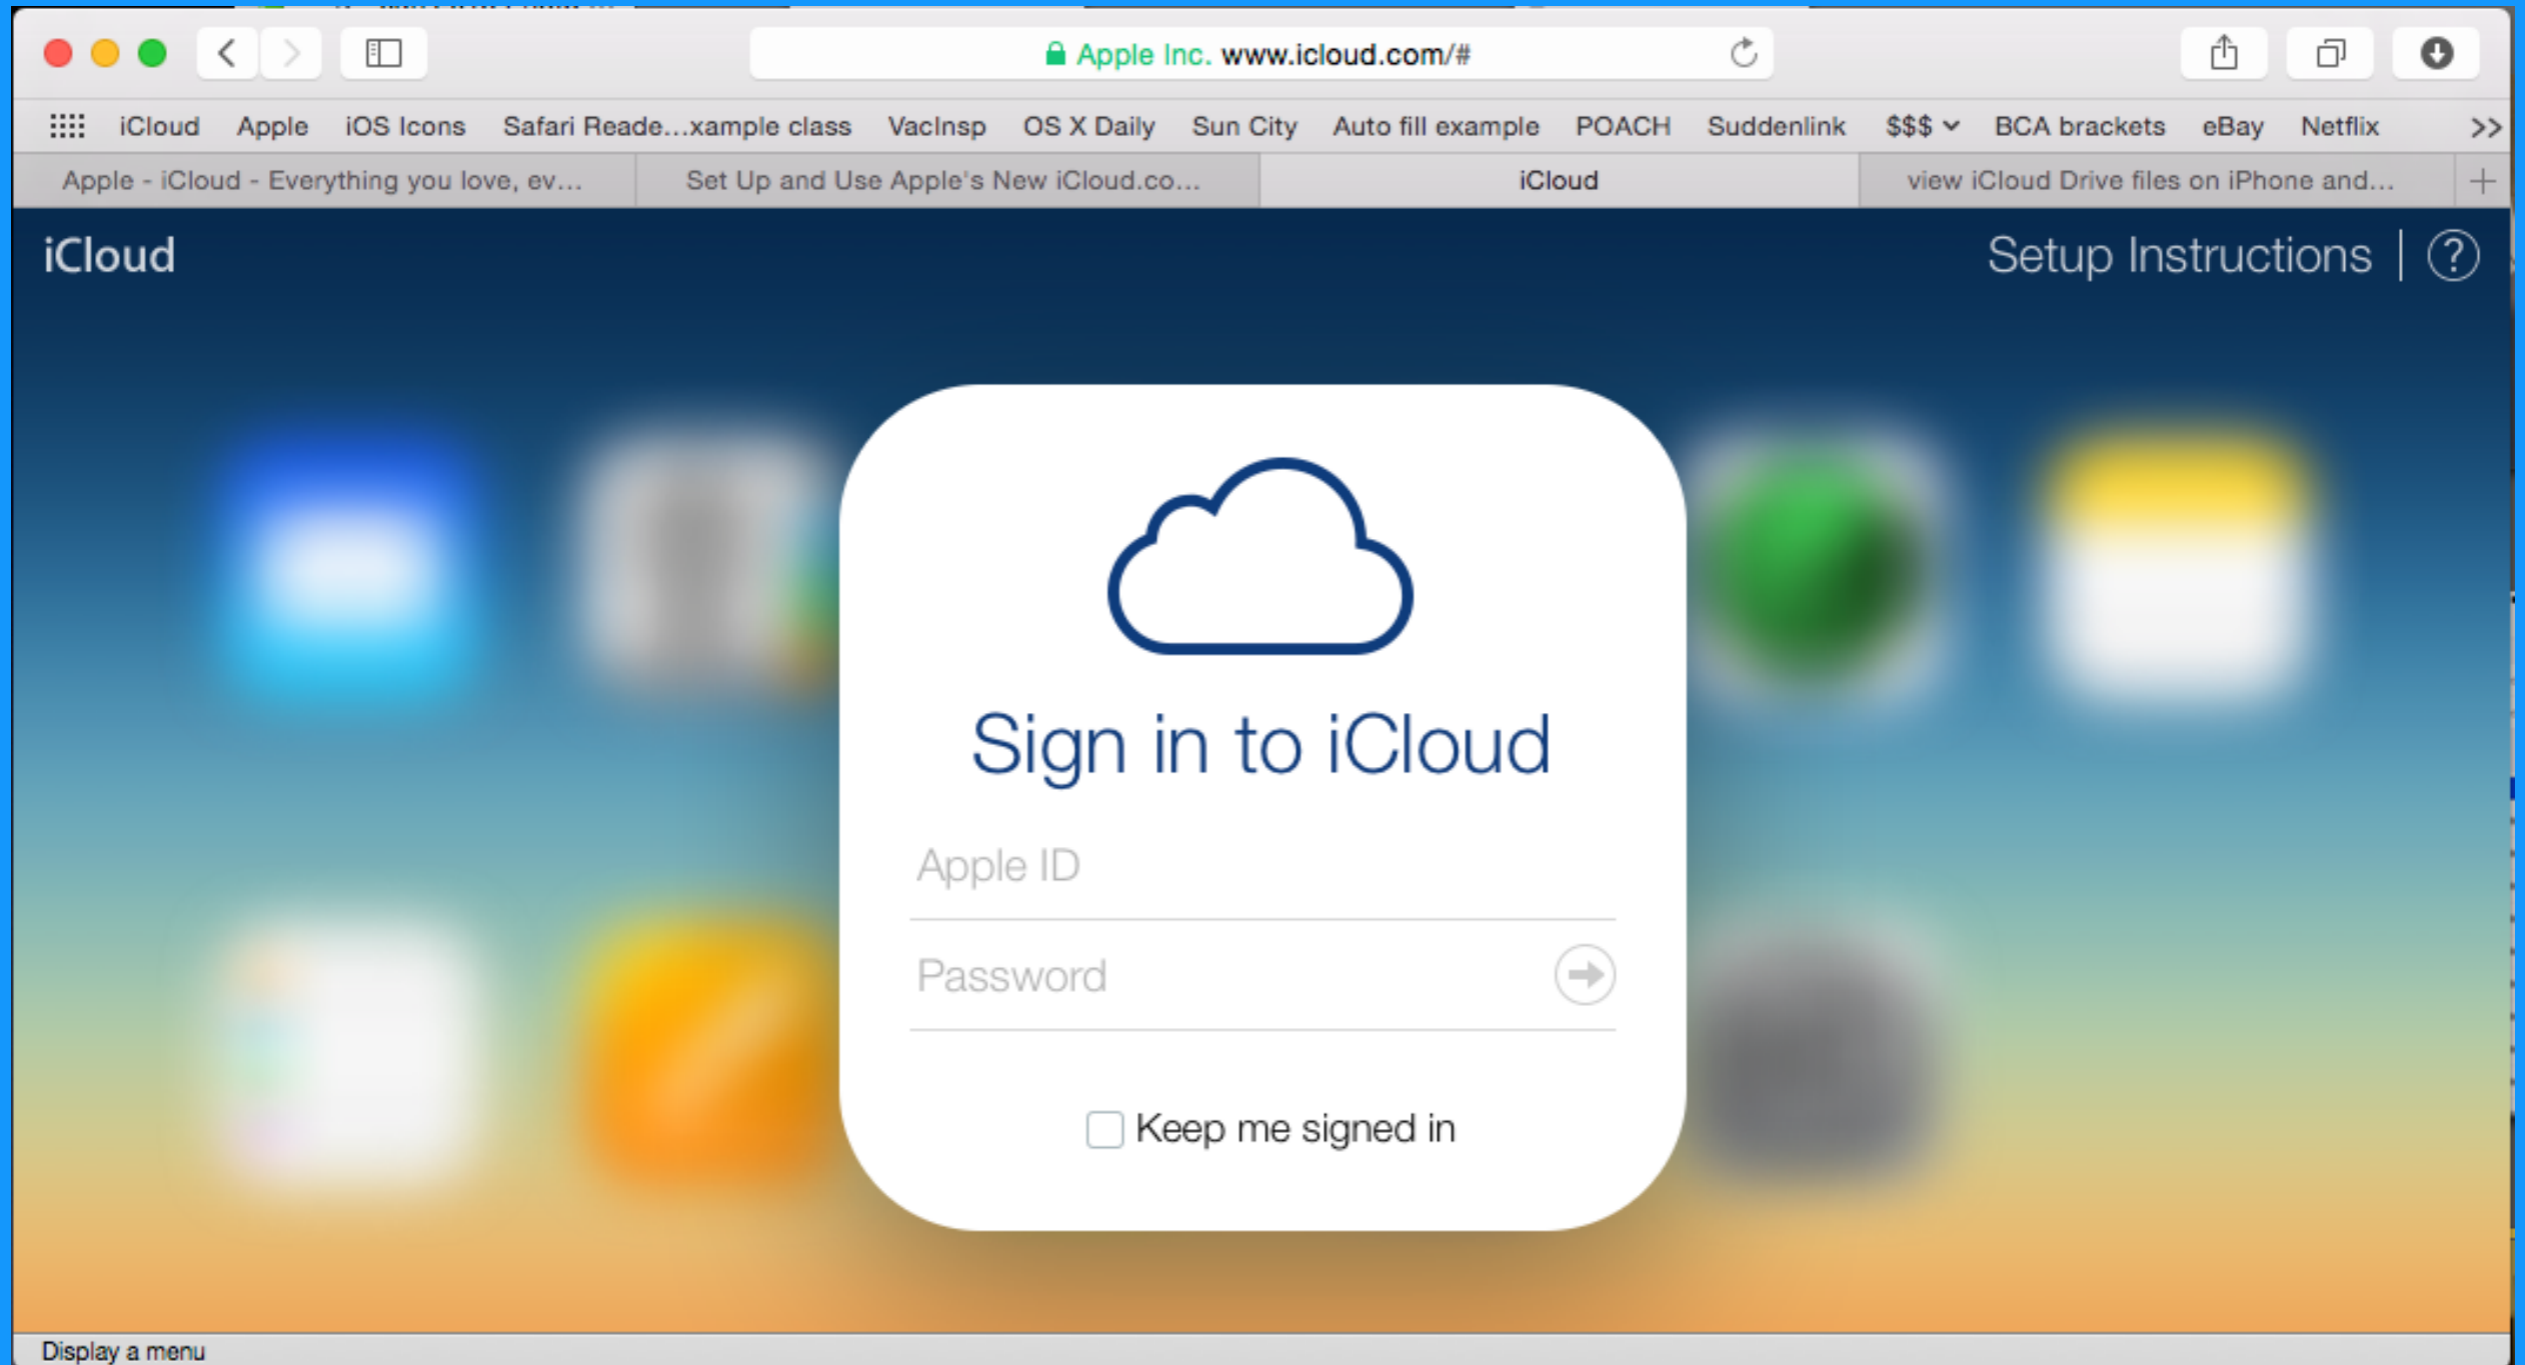 Apple Inc. www.icloud.com/#
iCloud Apple iOS Icons Safari Reade...xample class VacInsp OS X Daily Sun City Auto fill example POACH Suddenlink $$$ BCA brackets eBay Netflix >>
Apple - iCloud - Everything you love, ev... Set Up and Use Apple's New iCloud.co... iCloud view iCloud Drive files on iPhone and... +
iCloud Setup Instructions | ?
Sign in to iCloud
Apple ID
Password
Keep me signed in
Display a menu